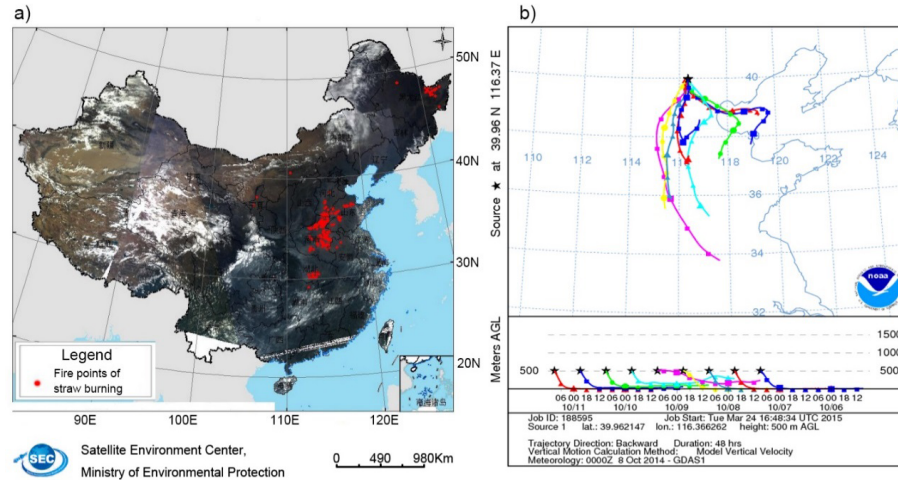 a)
50N
40N
30N
20N
Legend
Fire points of
straw burning
南海诸岛
90E
100E
110E
120E
SEC
Satellite Environment Center,
Ministry of Environmental Protection
0 490 980Km
b)
Source ★ at 39.96 N 116.37 E
40
110 112 114 116 118 120 122 124
36
34
32
noaa
Meters AGL
1500
1000
500
500
06 00 18 12 06 00 18 12 06 00 18 12 06 00 18 12 06 00 18 12 06 00 18 12
10/11 10/10 10/09 10/08 10/07 10/06
Job ID: 188595 Job Start: Tue Mar 24 16:48:34 UTC 2015
Source 1 lat.: 39.962147 lon.: 116.366262 height: 500 m AGL
Trajectory Direction: Backward Duration: 48 hrs
Vertical Motion Calculation Method: Model Vertical Velocity
Meteorology: 0000Z 8 Oct 2014 - GDAS1